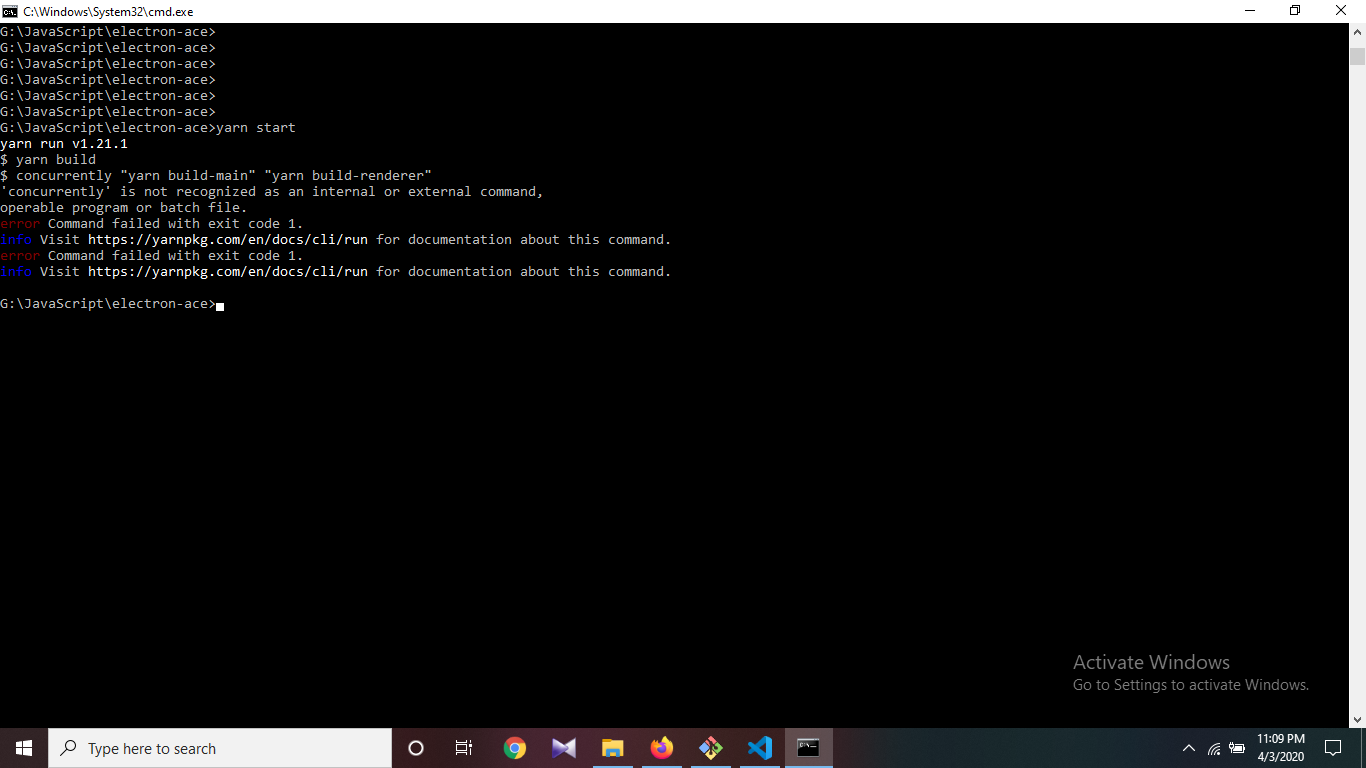 C:\Windows\System32\cmd.exe
G:\JavaScript\electron-ace>
G:\JavaScript\electron-ace>
G:\JavaScript\electron-ace>
G:\JavaScript\electron-ace>
G:\JavaScript\electron-ace>
G:\JavaScript\electron-ace>
G:\JavaScript\electron-ace>yarn start
yarn run v1.21.1
$ yarn build
$ concurrently "yarn build-main" "yarn build-renderer"
'concurrently' is not recognized as an internal or external command,
operable program or batch file.
error Command failed with exit code 1.
info Visit https://yarnpkg.com/en/docs/cli/run for documentation about this command.
error Command failed with exit code 1.
info Visit https://yarnpkg.com/en/docs/cli/run for documentation about this command.
G:\JavaScript\electron-ace>
Activate Windows
Go to Settings to activate Windows.
Type here to search
11:09 PM
4/3/2020